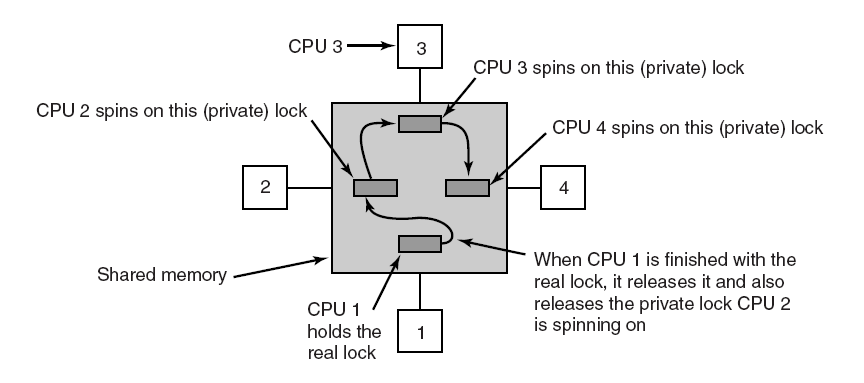 CPU 3
3
CPU 3 spins on this (private) lock
CPU 2 spins on this (private) lock
CPU 4 spins on this (private) lock
2
4
Shared memory
When CPU 1 is finished with the
real lock, it releases it and also
releases the private lock CPU 2
is spinning on
CPU 1
holds the
real lock
1